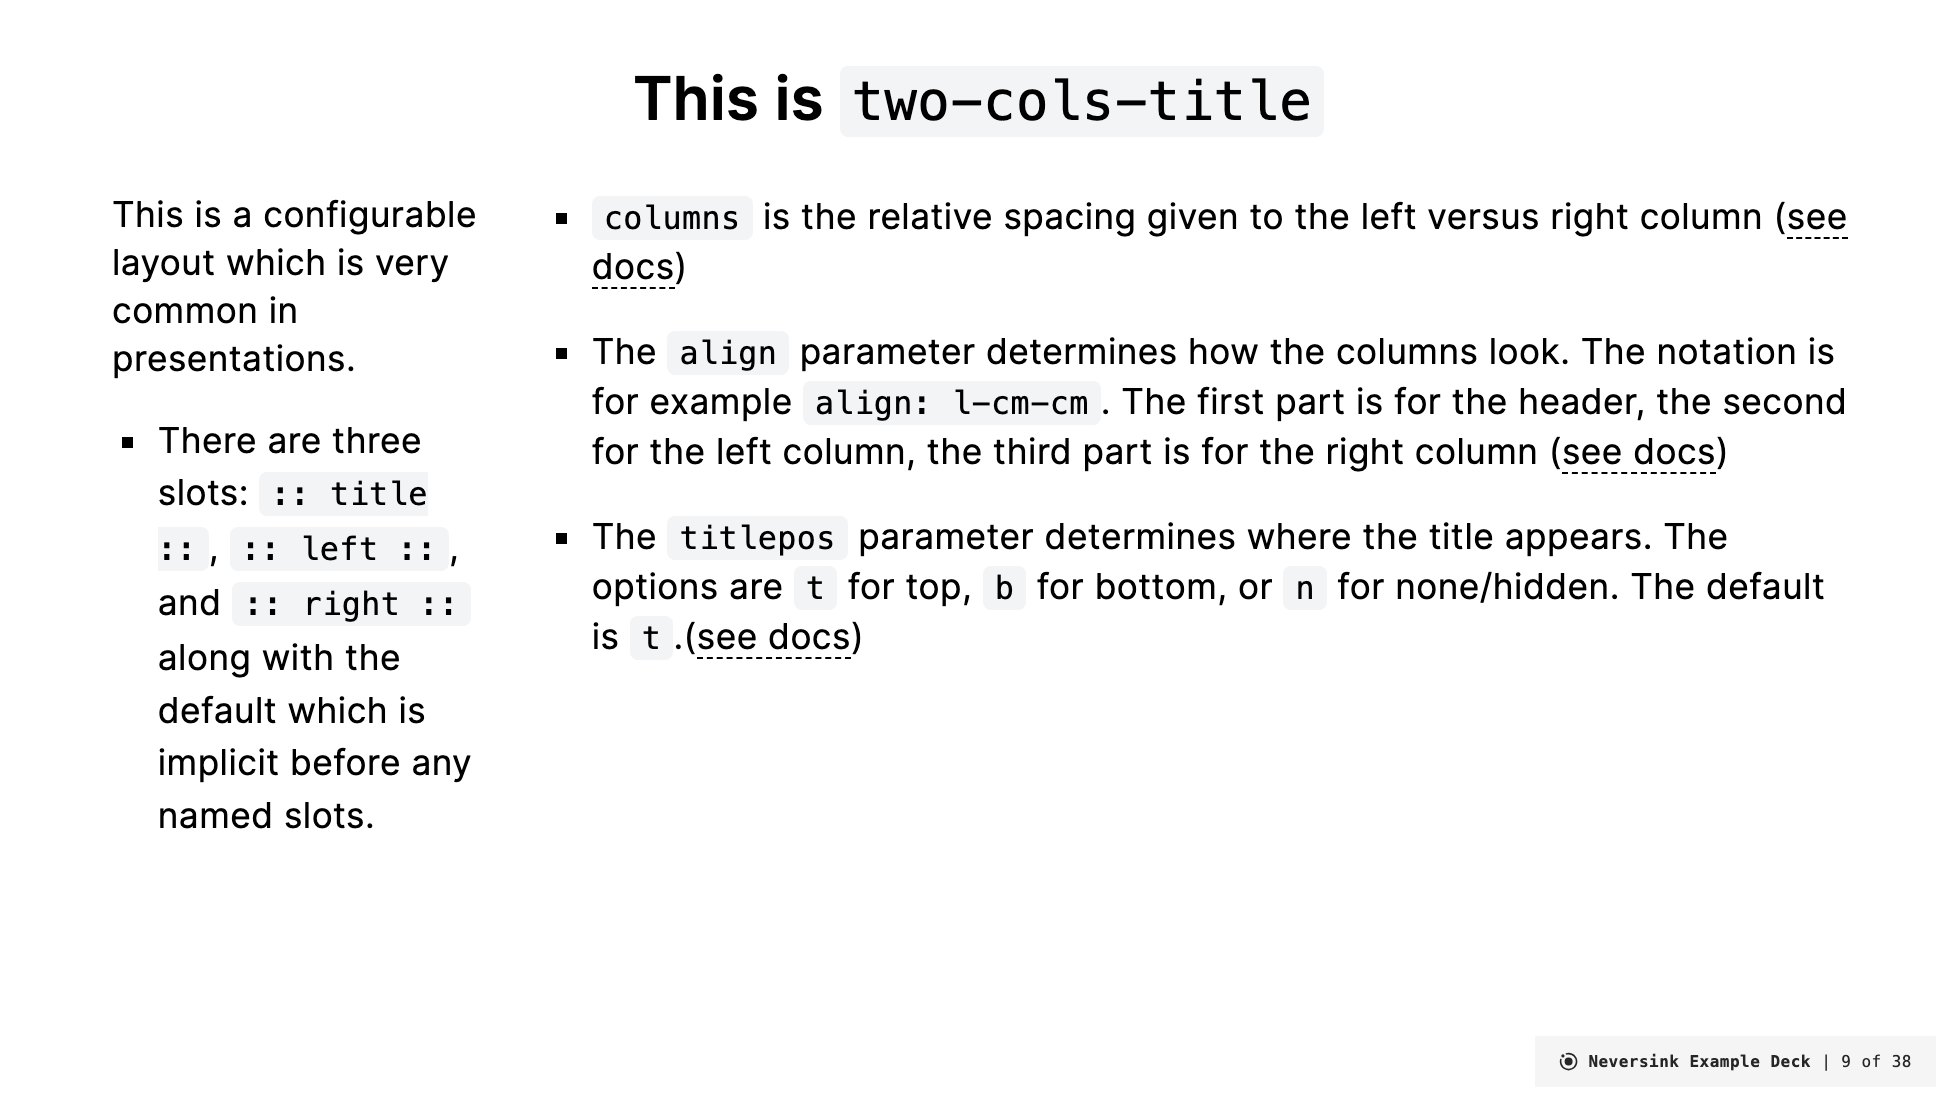 This is two-cols-title
This is a configurable
layout which is very
common in
presentations.
There are three
slots: :: title
::, :: left ::,
and :: right ::
along with the
default which is
implicit before any
named slots.
columns is the relative spacing given to the left versus right column (see
docs)
The align parameter determines how the columns look. The notation is
for example align: l-cm-cm. The first part is for the header, the second
for the left column, the third part is for the right column (see docs)
The titlepos parameter determines where the title appears. The
options are t for top, b for bottom, or n for none/hidden. The default
is t.(see docs)
Neversink Example Deck | 9 of 38